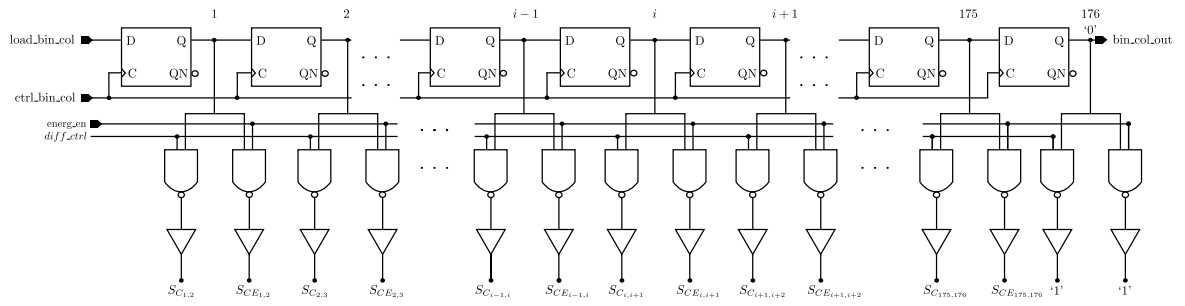 1 2 i − 1 i i + 1 175 176
‘0’
load_bin_col D Q D Q D Q D Q D Q D Q D Q bin_col_out
. . . . . .
C QN C QN C QN C QN C QN C QN C QN
. . . . . .
ctrl_bin_col
energ_en
diff_ctrl
. . . . . .
. . . . . .
S_{C_{1,2}} S_{CE_{1,2}} S_{C_{2,3}} S_{CE_{2,3}} S_{C_{i−1,i}} S_{CE_{i−1,i}} S_{C_{i,i+1}} S_{CE_{i,i+1}} S_{C_{i+1,i+2}} S_{CE_{i+1,i+2}} S_{C_{175,176}} S_{CE_{175,176}} ‘1’ ‘1’